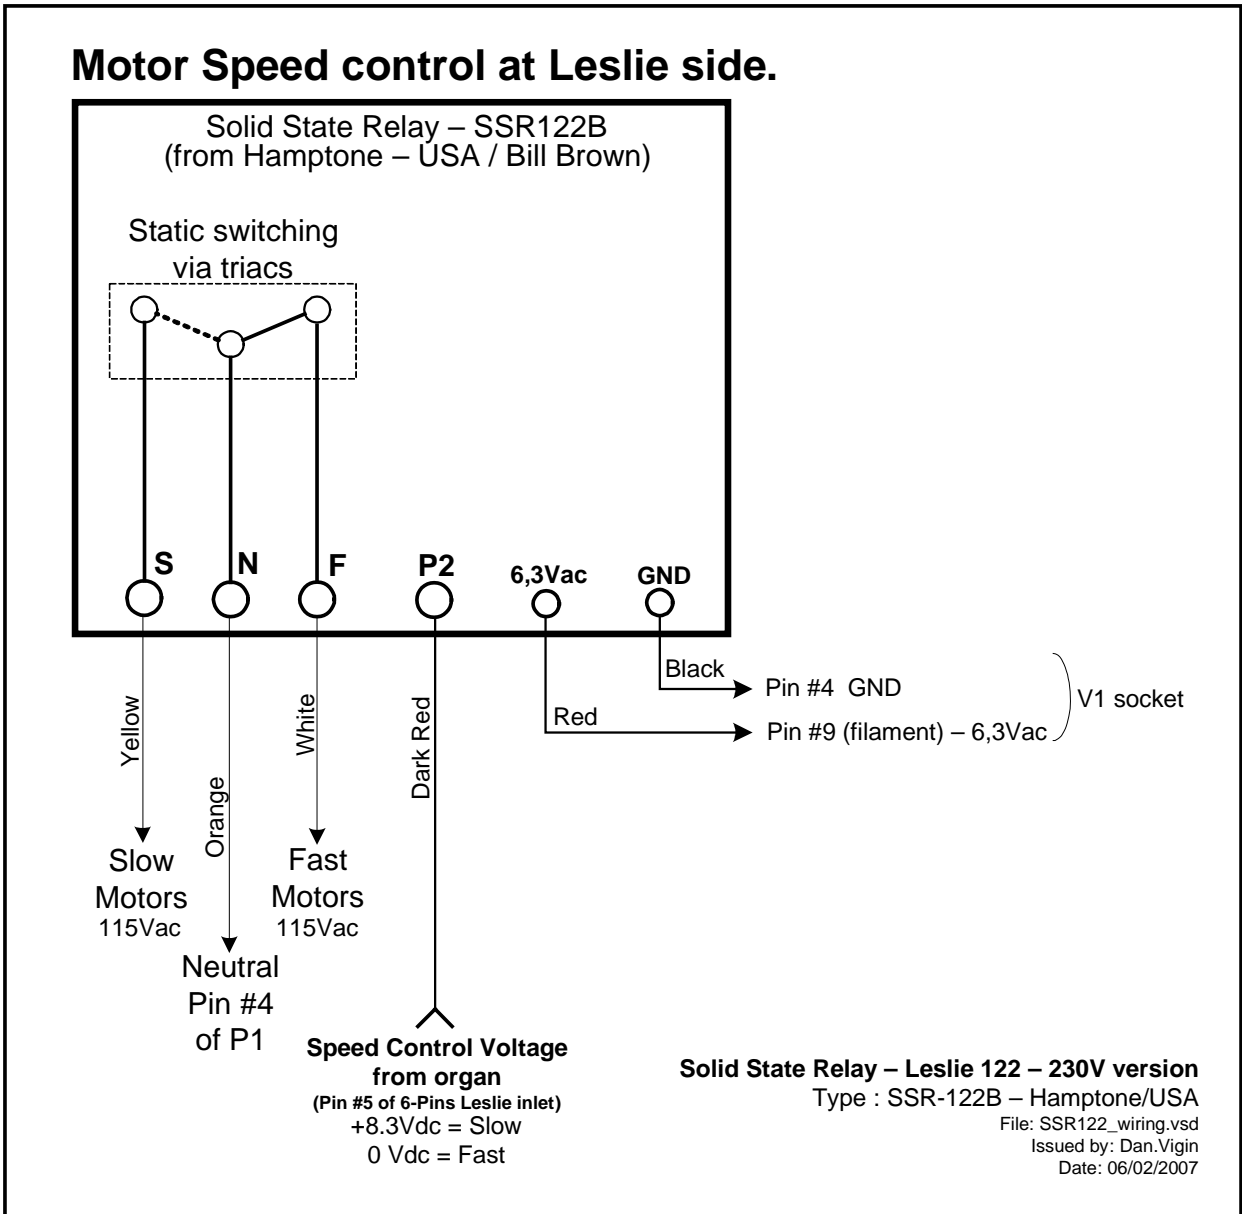 Motor Speed control at Leslie side.
Solid State Relay – SSR122B
(from Hamptone – USA / Bill Brown)
Static switching
via triacs
S
N
F
P2
6,3Vac
GND
Black
Pin #4  GND
Red
Pin #9 (filament) – 6,3Vac
V1 socket
Yellow
Orange
White
Dark Red
Slow
Motors
115Vac
Fast
Motors
115Vac
Neutral
Pin #4
of P1
Speed Control Voltage
from organ
(Pin #5 of 6-Pins Leslie inlet)
+8.3Vdc = Slow
0 Vdc = Fast
Solid State Relay – Leslie 122 – 230V version
Type : SSR-122B – Hamptone/USA
File: SSR122_wiring.vsd
Issued by: Dan.Vigin
Date: 06/02/2007